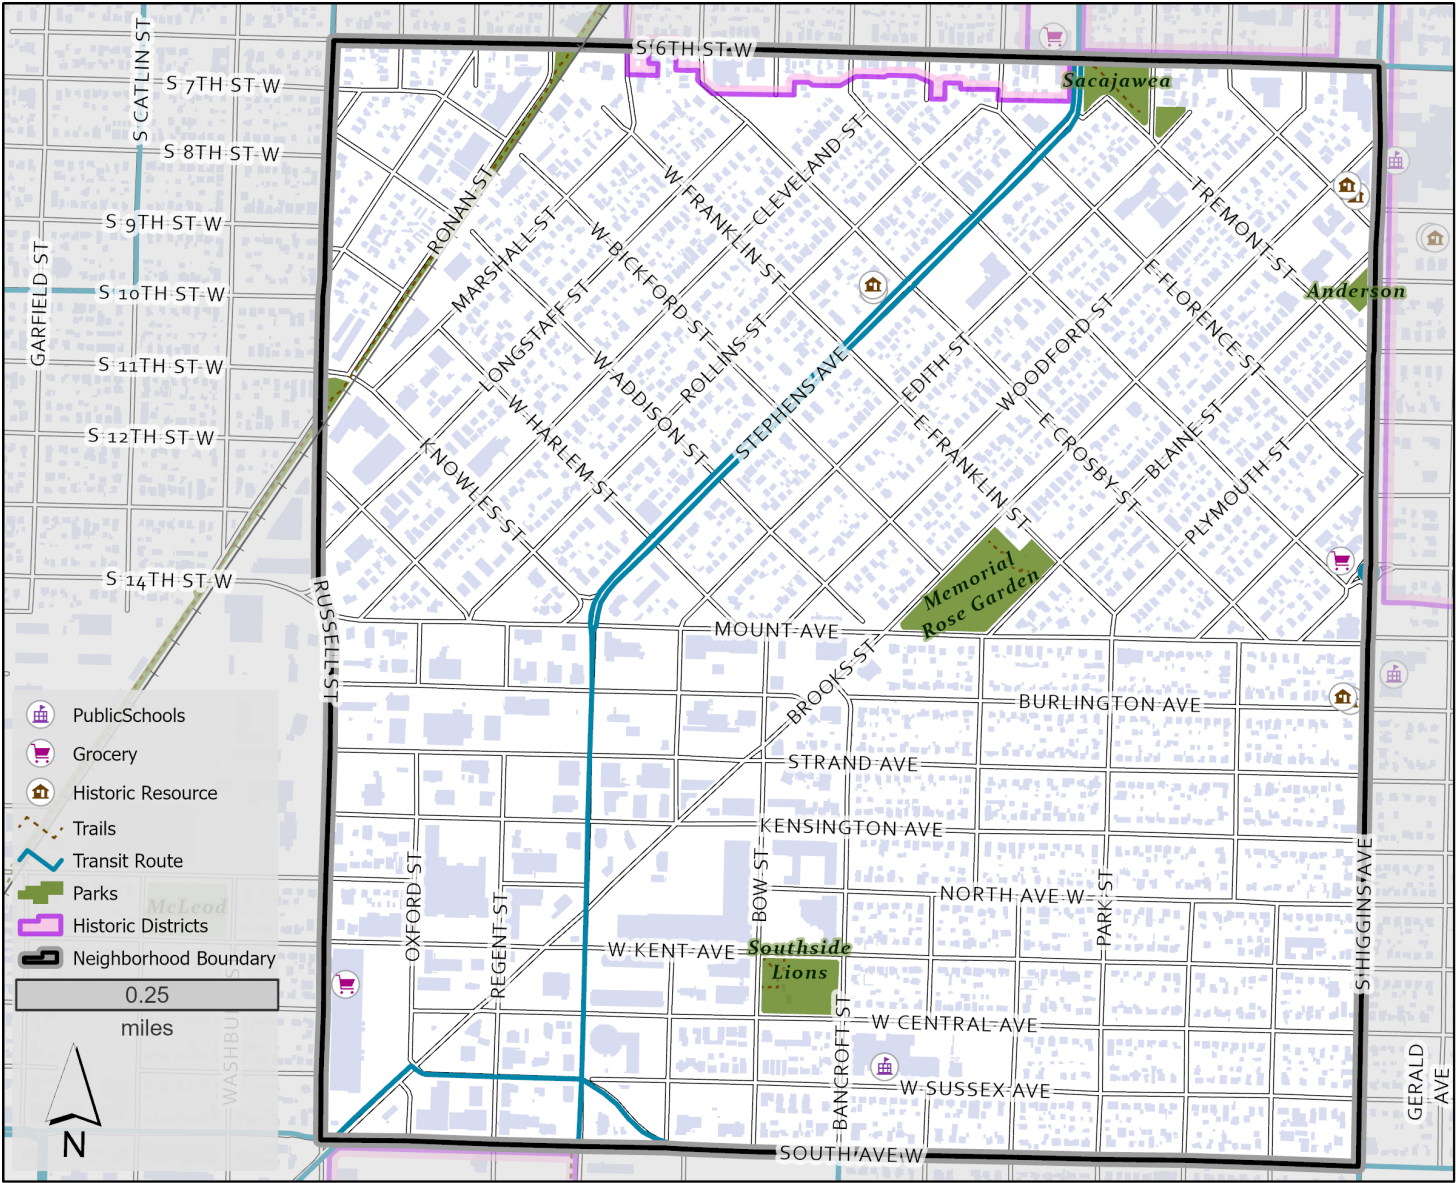 S 6TH ST W
S CATLIN ST
S 7TH ST W
Sacajawea
S 8TH ST W
CLEVELAND ST
W FRANKLIN ST
TREMONT ST
RONAN ST
MARSHALL ST
S 9TH ST W
W BICKFORD ST
E FLORENCE ST
GARFIELD ST
S 10TH ST W
Anderson
LONGSTAFF ST
ROLLINS ST
WOODFORD ST
EDITH ST
S 11TH ST W
W ADDISON ST
STEPHENS AVE
W HARLEM ST
E FRANKLIN ST
E CROSBY ST
BLAINE ST
S 12TH ST W
KNOWLES ST
PLYMOUTH ST
S 14TH ST W
Memorial
Rose Garden
RUSSELL ST
MOUNT AVE
BROOKS ST
BURLINGTON AVE
STRAND AVE
KENSINGTON AVE
OXFORD ST
REGENT ST
BOW ST
NORTH AVE W
PARK ST
S HIGGINS AVE
McLeod
W KENT AVE
Southside
Lions
BANCROFT ST
W CENTRAL AVE
W SUSSEX AVE
GERALD
AVE
SOUTH AVE W
PublicSchools
Grocery
Historic Resource
Trails
Transit Route
Parks
Historic Districts
Neighborhood Boundary
0.25
miles
N